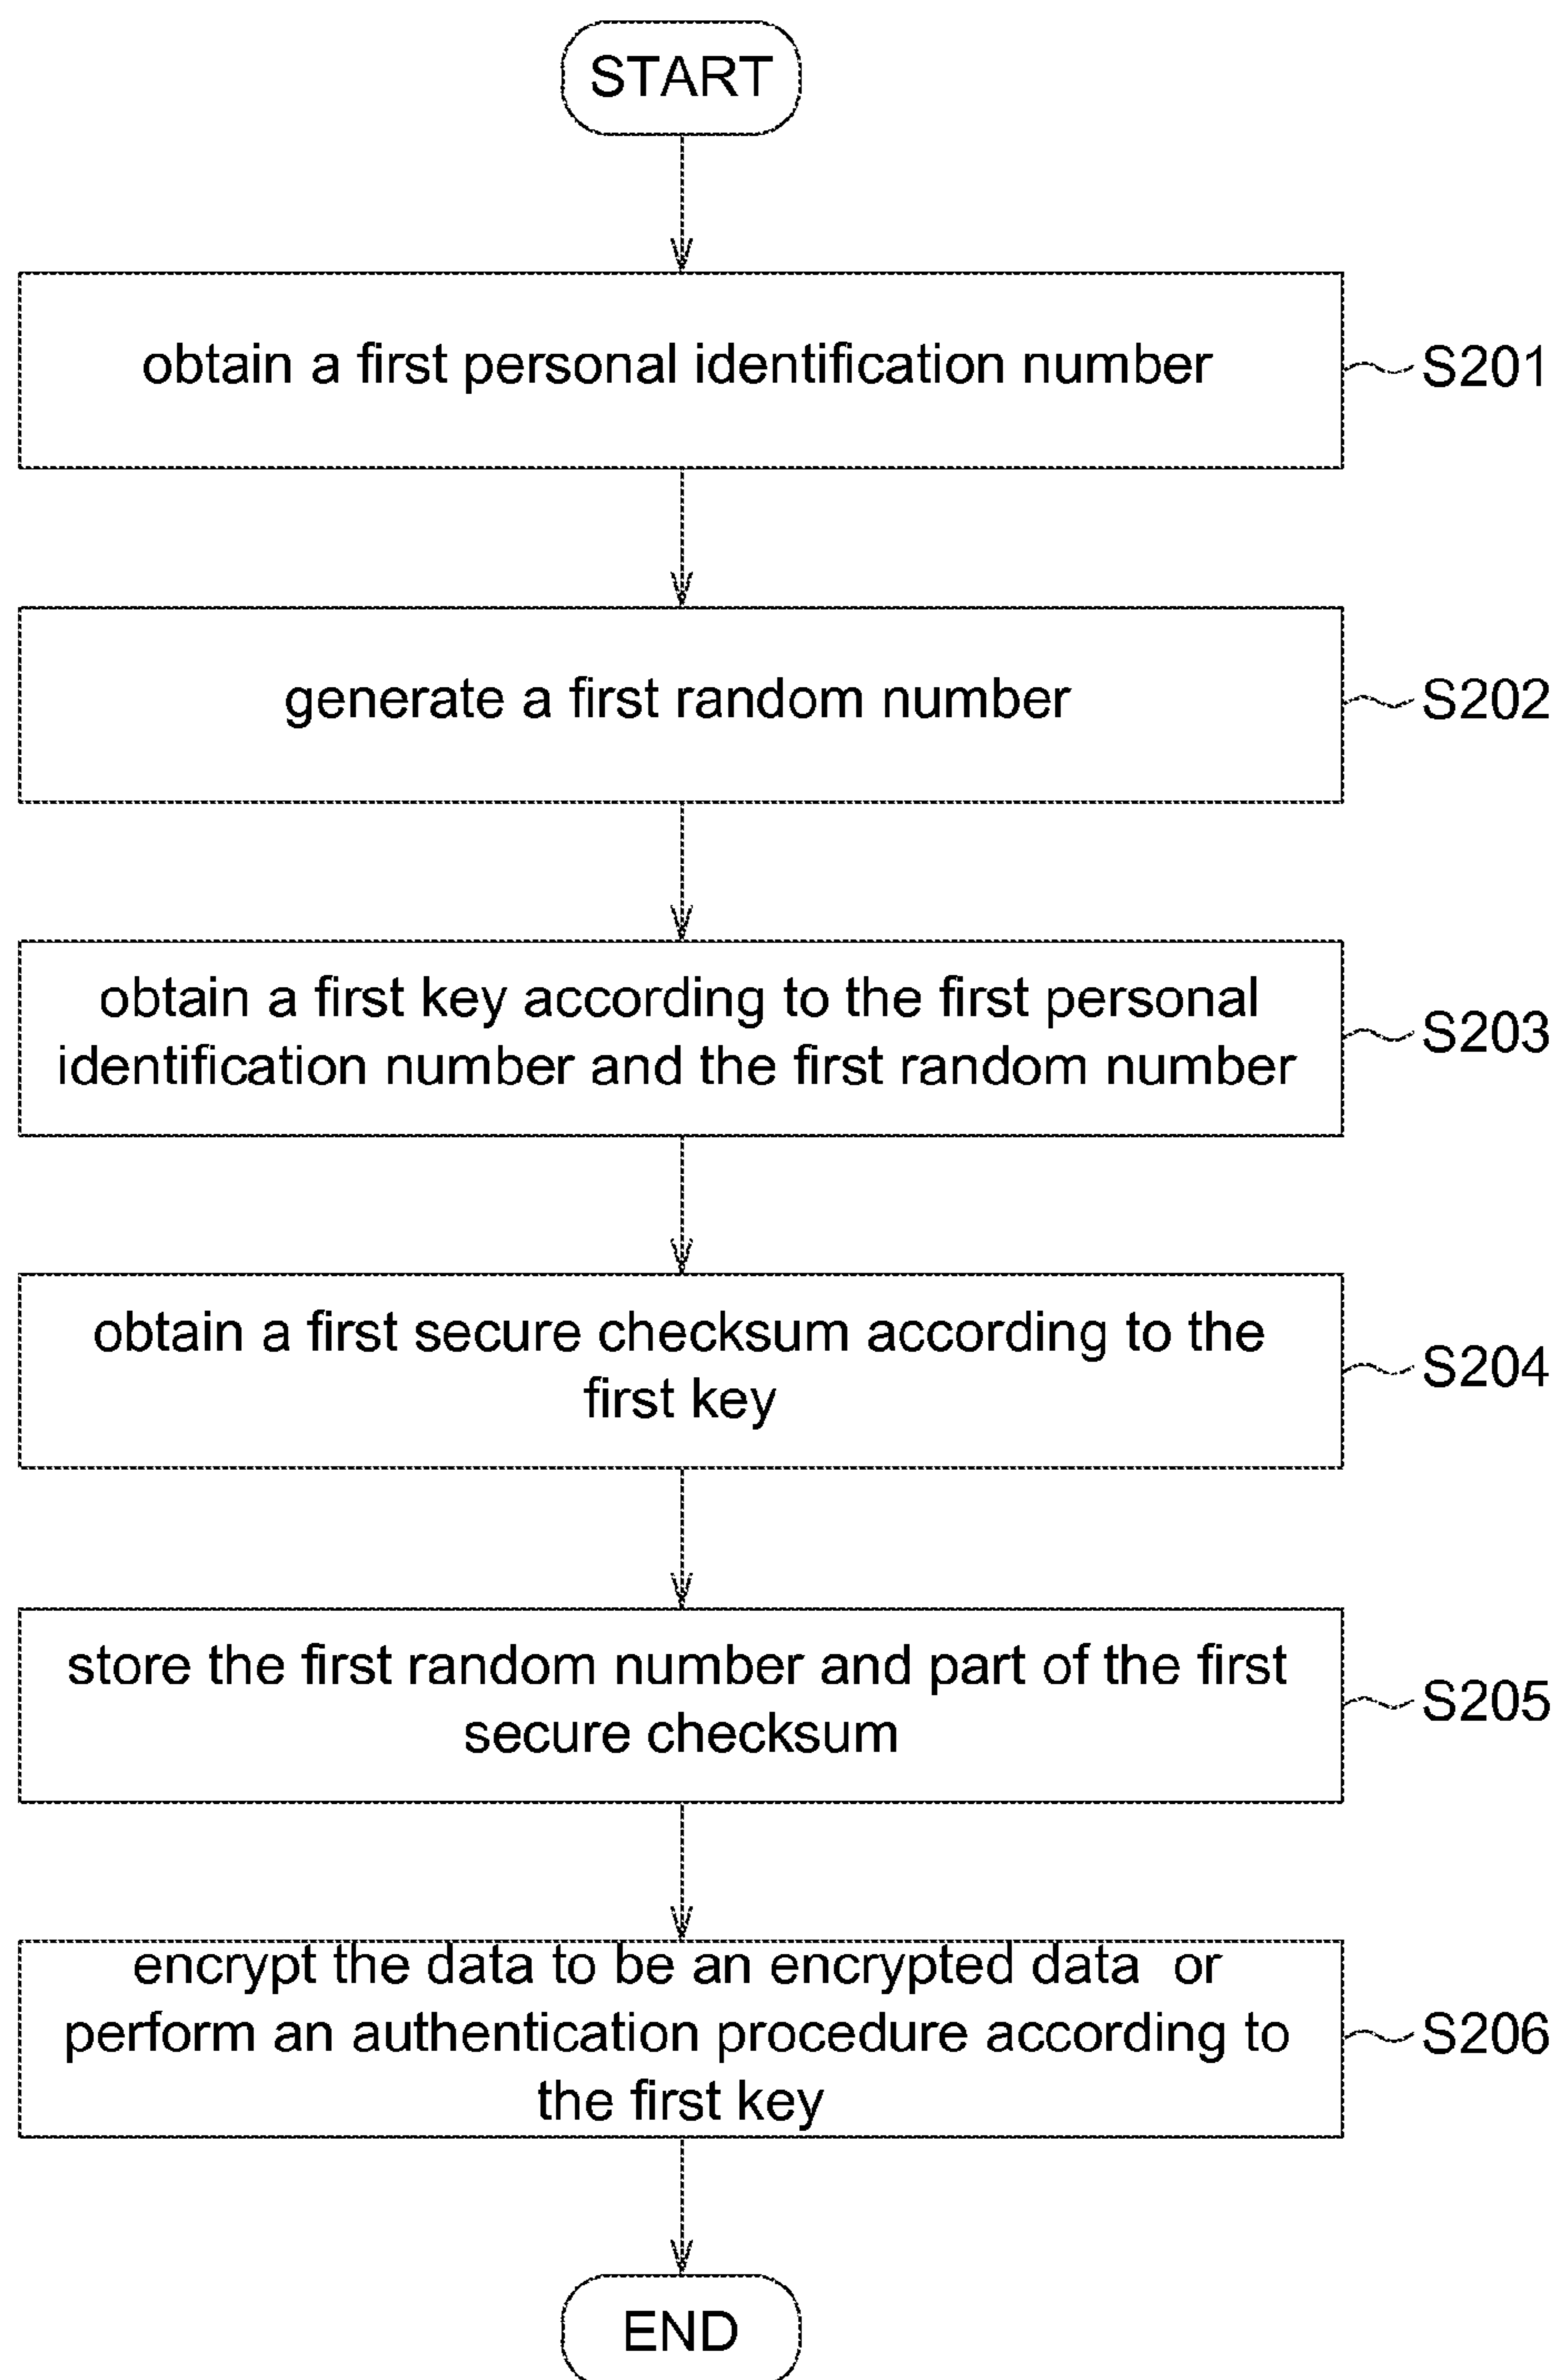 START
obtain a first personal identification number
S201
generate a first random number
S202
obtain a first key according to the first personal
identification number and the first random number
S203
obtain a first secure checksum according to the
first key
S204
store the first random number and part of the first
secure checksum
S205
encrypt the data to be an encrypted data  or
perform an authentication procedure according to
the first key
S206
END